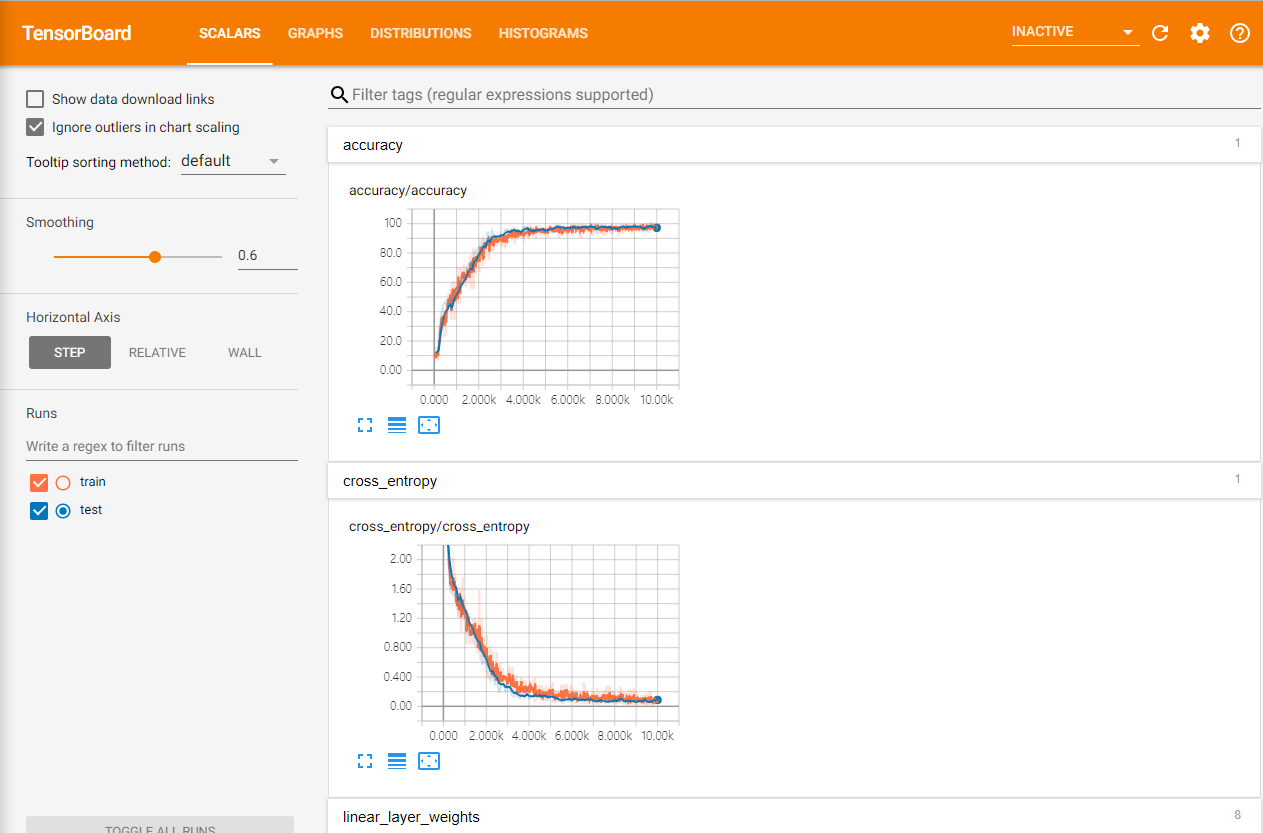 TensorBoard SCALARS GRAPHS DISTRIBUTIONS HISTOGRAMS INACTIVE
Show data download links
Ignore outliers in chart scaling
Tooltip sorting method: default
Smoothing
0.6
Horizontal Axis
STEP RELATIVE WALL
Runs
Write a regex to filter runs
train
test
TOGGLE ALL RUNS
Filter tags (regular expressions supported)
accuracy 1
accuracy/accuracy
100
80.0
60.0
40.0
20.0
0.00
0.000 2.000k 4.000k 6.000k 8.000k 10.00k
cross_entropy 1
cross_entropy/cross_entropy
2.00
1.60
1.20
0.800
0.400
0.00
0.000 2.000k 4.000k 6.000k 8.000k 10.00k
linear_layer_weights 8